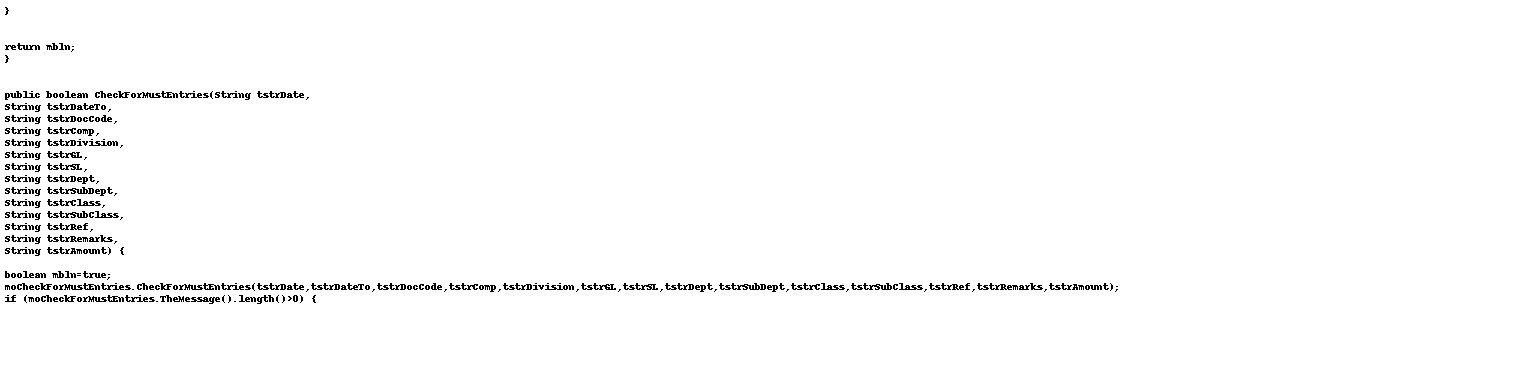 }
return mbln;
}
public boolean CheckForMustEntries(String tstrDate,
String tstrDateTo,
String tstrDocCode,
String tstrComp,
String tstrDivision,
String tstrGL,
String tstrSL,
String tstrDept,
String tstrSubDept,
String tstrClass,
String tstrSubClass,
String tstrRef,
String tstrRemarks,
String tstrAmount) {
boolean mbln=true;
moCheckForMustEntries.CheckForMustEntries(tstrDate,tstrDateTo,tstrDocCode,tstrComp,tstrDivision,tstrGL,tstrSL,tstrDept,tstrSubDept,tstrClass,tstrSubClass,tstrRef,tstrRemarks,tstrAmount);
if (moCheckForMustEntries.TheMessage().length()>0) {